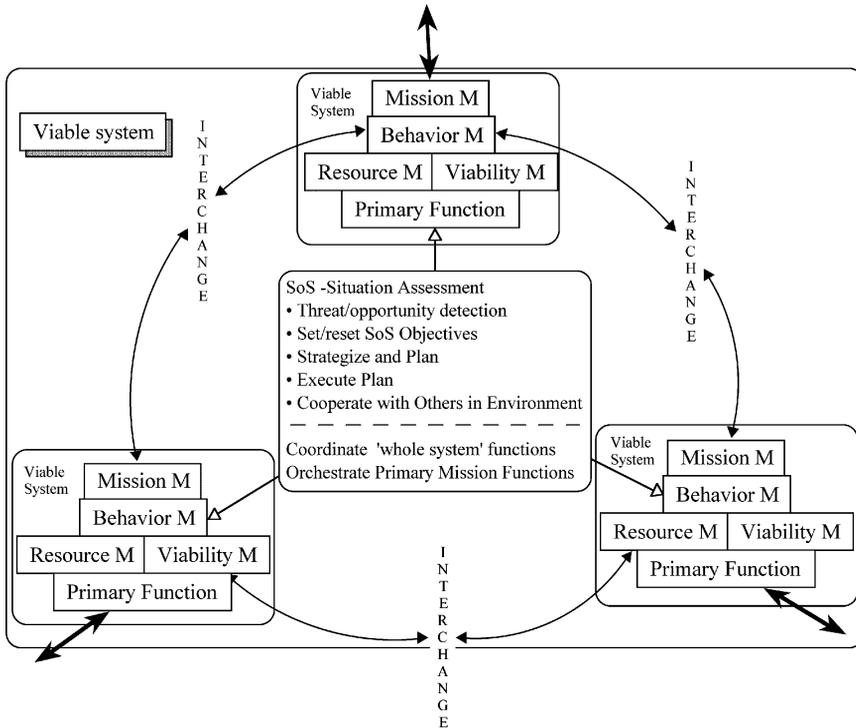 Viable system
Viable
System
Mission M
Behavior M
Resource M
Viability M
Primary Function
INTERCHANGE
INTERCHANGE
SoS -Situation Assessment
• Threat/opportunity detection
• Set/reset SoS Objectives
• Strategize and Plan
• Execute Plan
• Cooperate with Others in Environment
Coordinate 'whole system' functions
Orchestrate Primary Mission Functions
Viable
System
Mission M
Behavior M
Resource M
Viability M
Primary Function
Viable
System
Mission M
Behavior M
Resource M
Viability M
Primary Function
INTERCHANGE